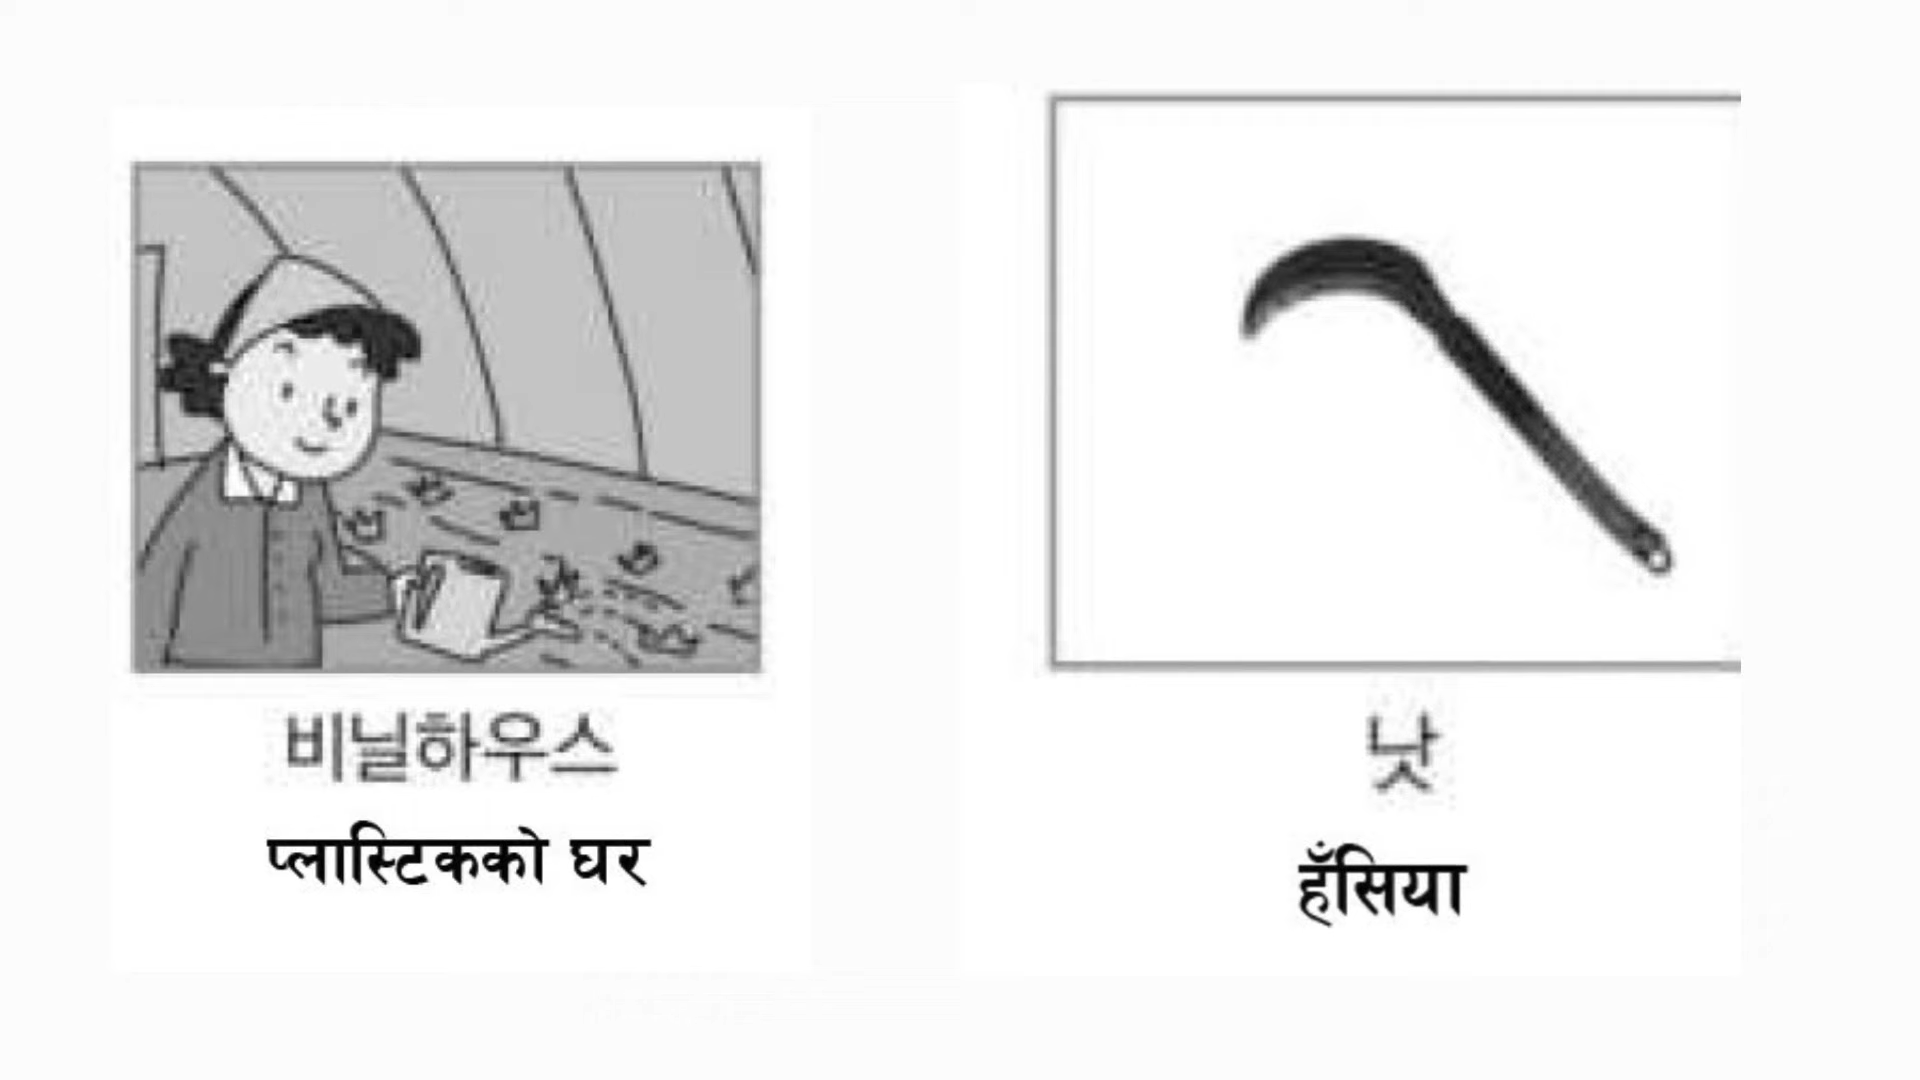 비닐하우스
प्लास्टिकको घर
낫
हँसिया